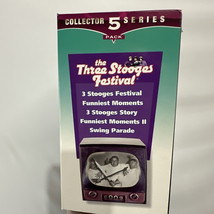 COLLECTOR 5 SERIES
PACK
the
Three Stooges
Festival
3 Stooges Festival
Funniest Moments
3 Stooges Story
Funniest Moments II
Swing Parade